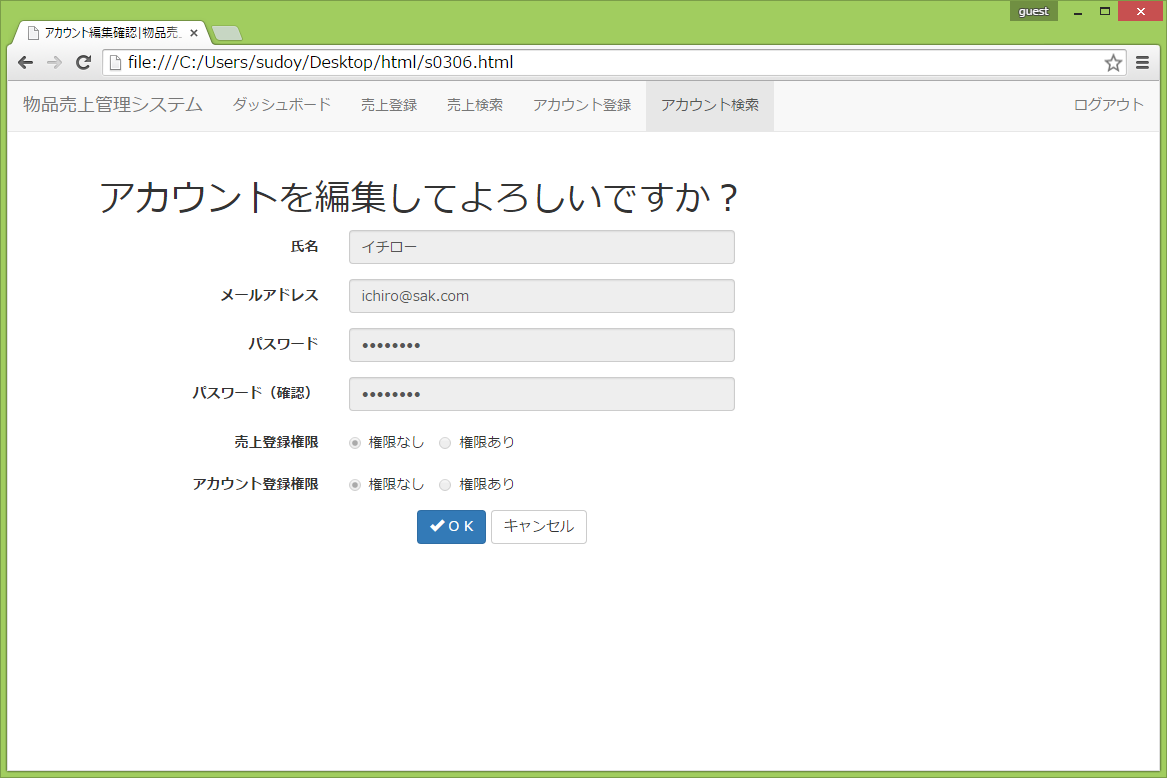 guest
アカウント編集確認|物品売
file:///C:/Users/sudoy/Desktop/html/s0306.html
物品売上管理システム ダッシュボード 売上登録 売上検索 アカウント登録 アカウント検索 ログアウト
アカウントを編集してよろしいですか？
氏名 イチロー
メールアドレス ichiro@sak.com
パスワード ••••••••
パスワード（確認） ••••••••
売上登録権限 権限なし 権限あり
アカウント登録権限 権限なし 権限あり
ＯＫ キャンセル